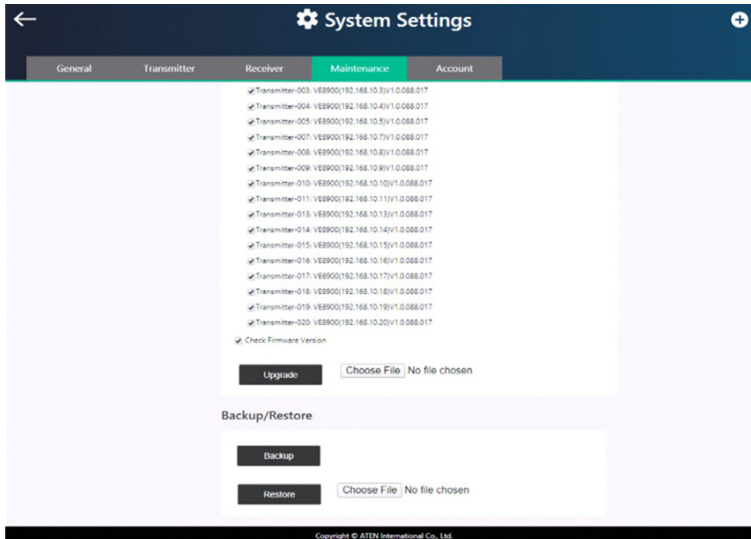 System Settings
General Transmitter Receiver Maintenance Account
Transmitter-003: VE8900(192.168.10.3)V1.0.088.017
Transmitter-004: VE8900(192.168.10.4)V1.0.088.017
Transmitter-005: VE8900(192.168.10.5)V1.0.088.017
Transmitter-007: VE8900(192.168.10.7)V1.0.088.017
Transmitter-008: VE8900(192.168.10.8)V1.0.088.017
Transmitter-009: VE8900(192.168.10.9)V1.0.088.017
Transmitter-010: VE8900(192.168.10.10)V1.0.088.017
Transmitter-011: VE8900(192.168.10.11)V1.0.088.017
Transmitter-013: VE8900(192.168.10.13)V1.0.088.017
Transmitter-014: VE8900(192.168.10.14)V1.0.088.017
Transmitter-015: VE8900(192.168.10.15)V1.0.088.017
Transmitter-016: VE8900(192.168.10.16)V1.0.088.017
Transmitter-017: VE8900(192.168.10.17)V1.0.088.017
Transmitter-018: VE8900(192.168.10.18)V1.0.088.017
Transmitter-019: VE8900(192.168.10.19)V1.0.088.017
Transmitter-020: VE8900(192.168.10.20)V1.0.088.017
Check Firmware Version
Upgrade Choose File No file chosen
Backup/Restore
Backup
Restore Choose File No file chosen
Copyright © ATEN International Co., Ltd.